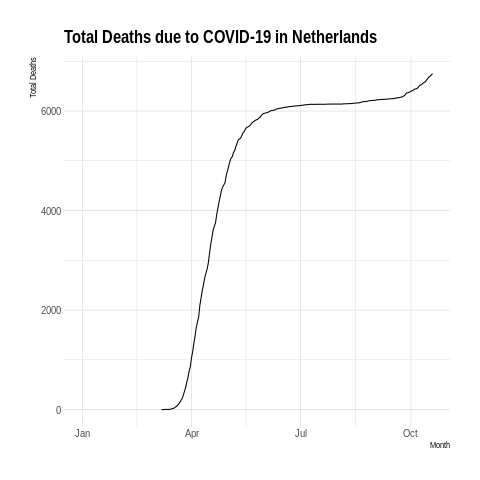 Total Deaths due to COVID-19 in Netherlands
Total Deaths
6000
4000
2000
0
Jan Apr Jul Oct
Month